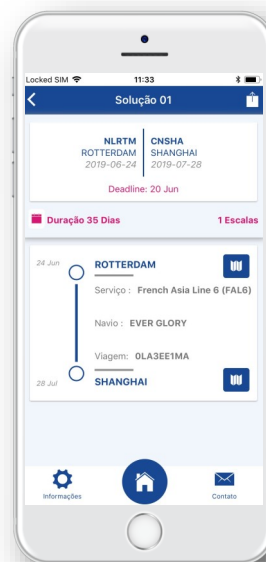 Locked SIM 11:33
Solução 01
NLRTM CNSHA
ROTTERDAM SHANGHAI
2019-06-24 2019-07-28
Deadline: 20 Jun
Duração 35 Dias 1 Escalas
24 Jun ROTTERDAM
Serviço : French Asia Line 6 (FAL6)
Navio : EVER GLORY
Viagem: 0LA3EE1MA
28 Jul SHANGHAI
Informações Contato